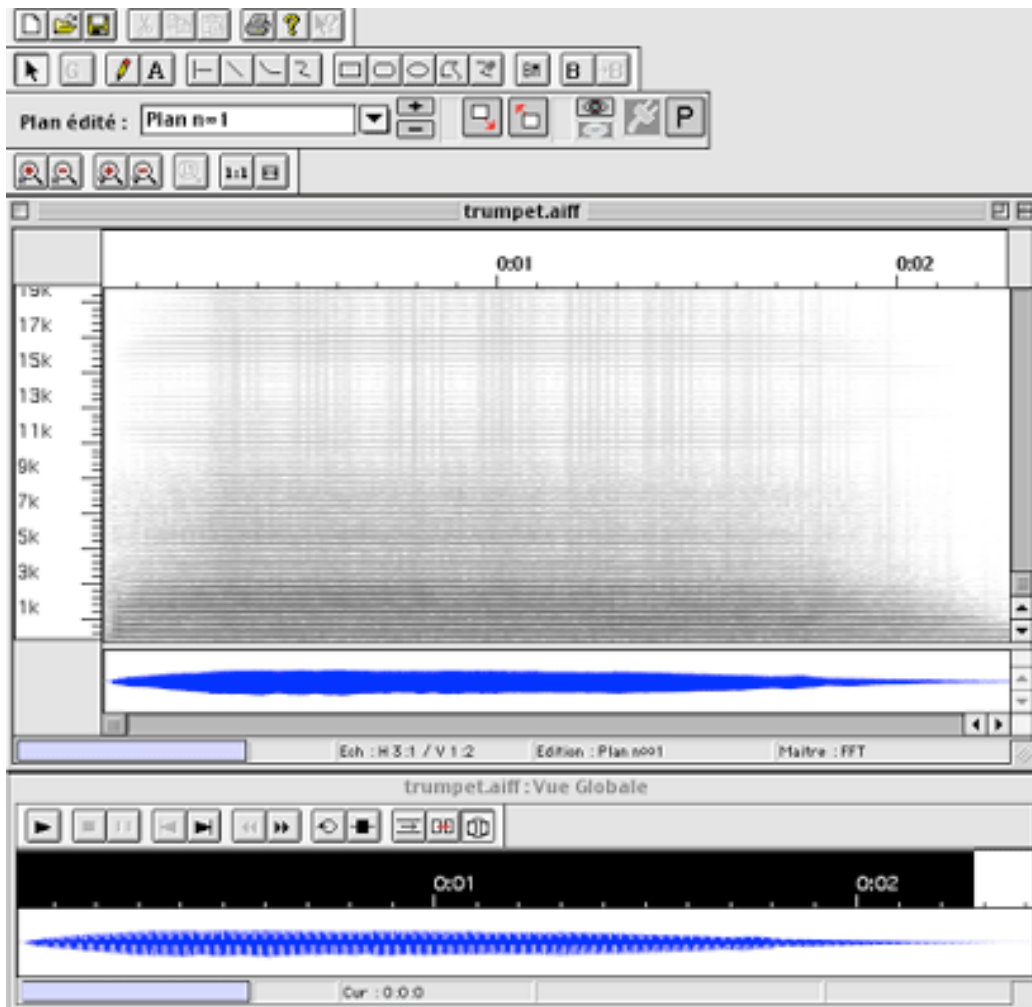 Plan édité : Plan n=1 P
trumpet.aiff
0:01 0:02
19K
17k
15k
13k
11k
9k
7k
5k
3k
1k
Ech : H 3:1 / V 1:2 Edition : Plan n=1 Maitre : FFT
trumpet.aiff : Vue Globale
0:01 0:02
Cur : 0:0:0